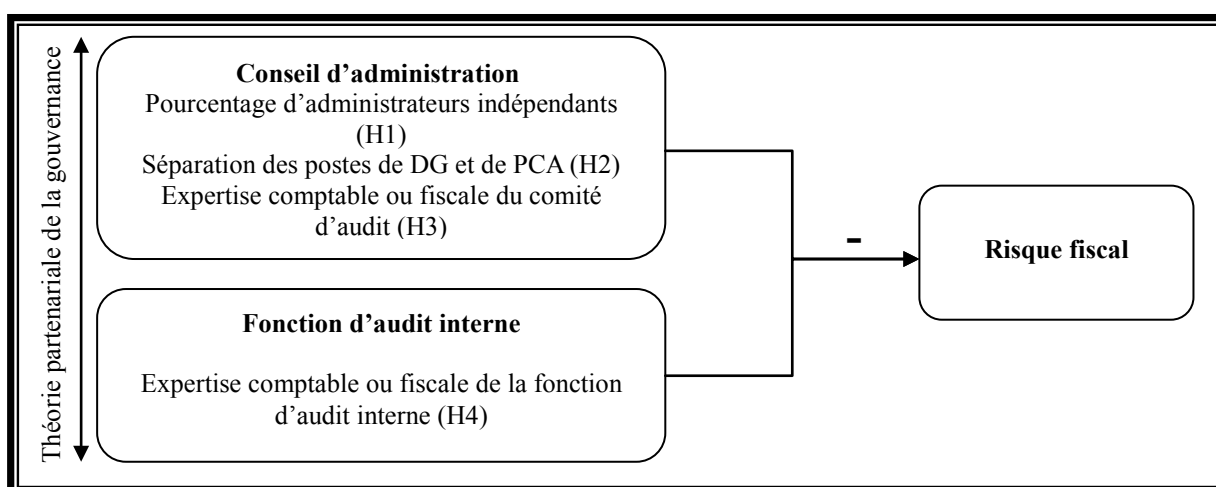 Théorie partenariale de la gouvernance
Conseil d'administration
Pourcentage d'administrateurs indépendants
(H1)
Séparation des postes de DG et de PCA (H2)
Expertise comptable ou fiscale du comité
d'audit (H3)
-
Risque fiscal
Fonction d'audit interne
Expertise comptable ou fiscale de la fonction
d'audit interne (H4)